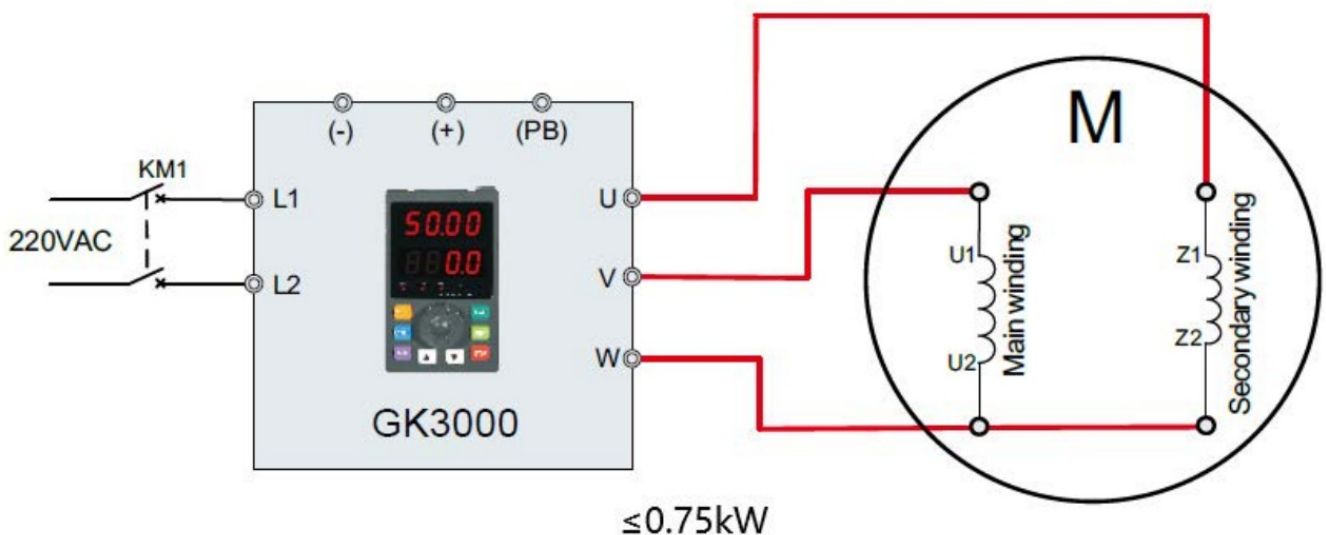 M
(-)
(+)
(PB)
KM1
L1
U
220VAC
50.00
0.0
U1
Main winding
Z1
Secondary winding
V
L2
U2
Z2
W
GK3000
≤0.75kW